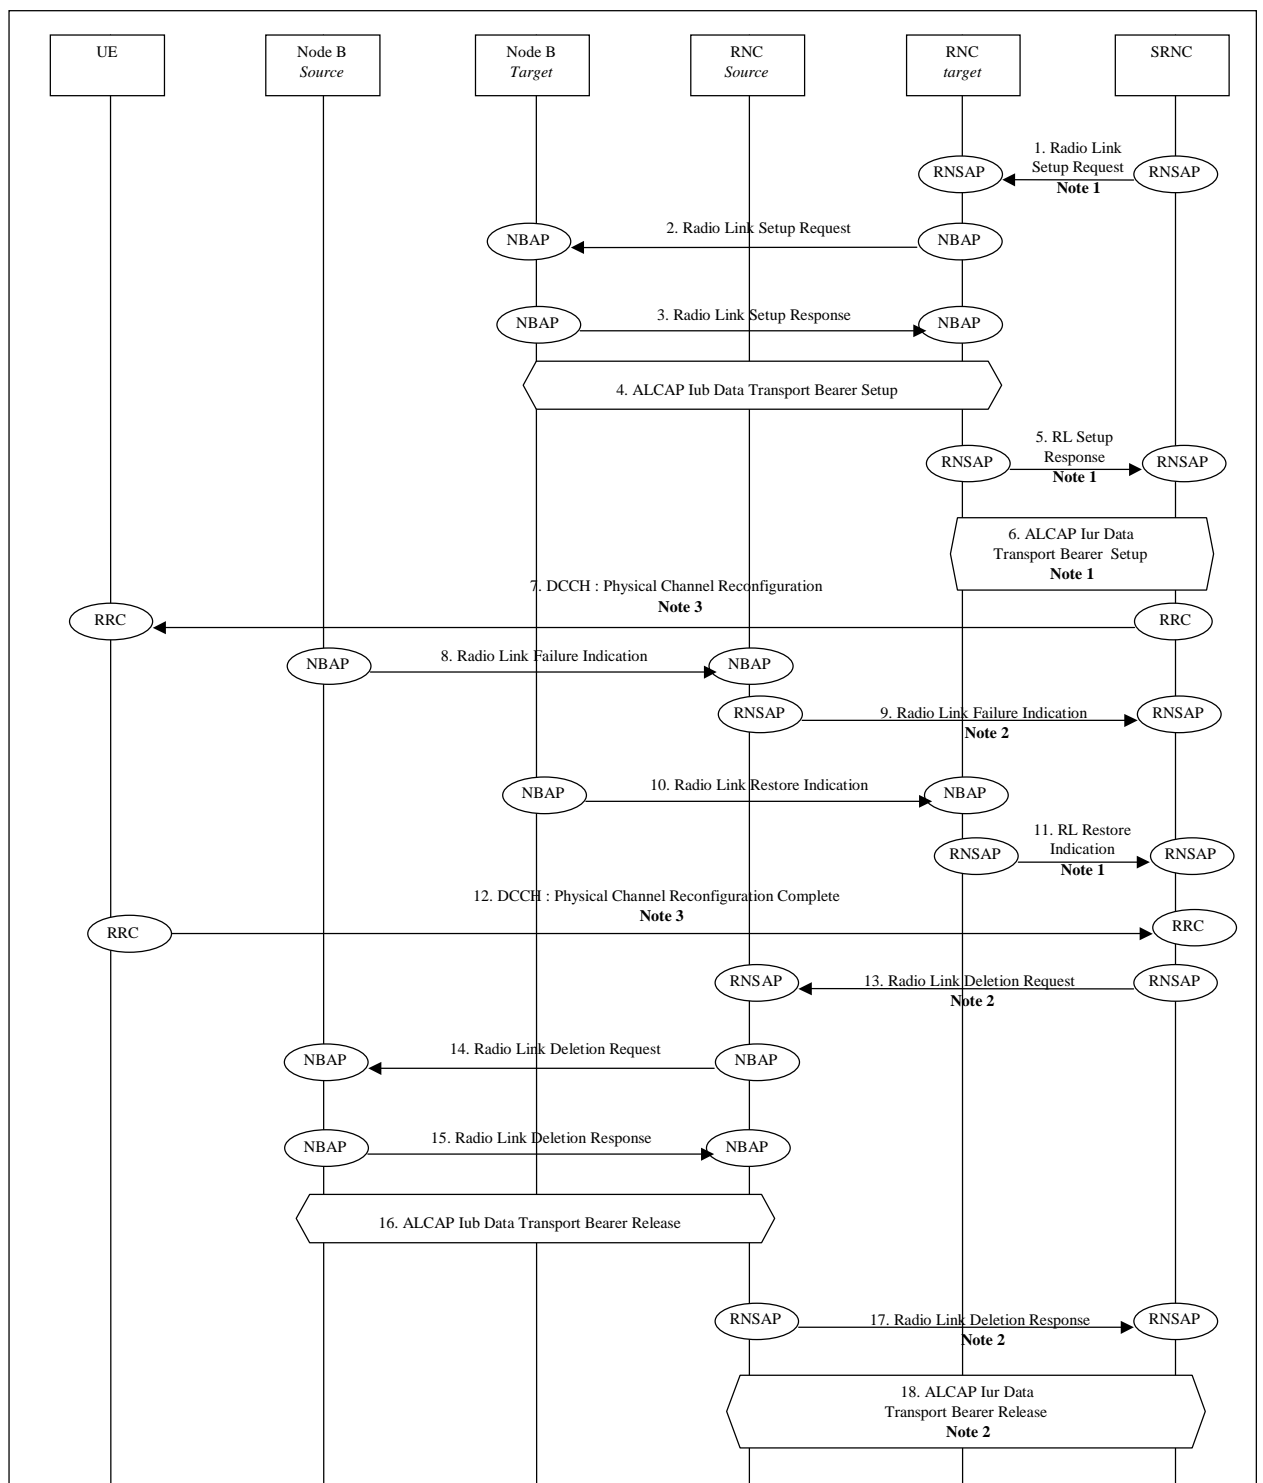 UE
Node B
Source
Node B
Target
RNC
Source
RNC
target
SRNC
1. Radio Link
Setup Request
Note 1
RNSAP
RNSAP
2. Radio Link Setup Request
NBAP
NBAP
3. Radio Link Setup Response
NBAP
NBAP
4. ALCAP Iub Data Transport Bearer Setup
5. RL Setup
Response
Note 1
RNSAP
RNSAP
6. ALCAP Iur Data
Transport Bearer Setup
Note 1
7. DCCH : Physical Channel Reconfiguration
Note 3
RRC
RRC
8. Radio Link Failure Indication
NBAP
NBAP
9. Radio Link Failure Indication
Note 2
RNSAP
RNSAP
10. Radio Link Restore Indication
NBAP
NBAP
11. RL Restore
Indication
Note 1
RNSAP
RNSAP
12. DCCH : Physical Channel Reconfiguration Complete
Note 3
RRC
RRC
13. Radio Link Deletion Request
Note 2
RNSAP
RNSAP
14. Radio Link Deletion Request
NBAP
NBAP
15. Radio Link Deletion Response
NBAP
NBAP
16. ALCAP Iub Data Transport Bearer Release
17. Radio Link Deletion Response
Note 2
RNSAP
RNSAP
18. ALCAP Iur Data
Transport Bearer Release
Note 2